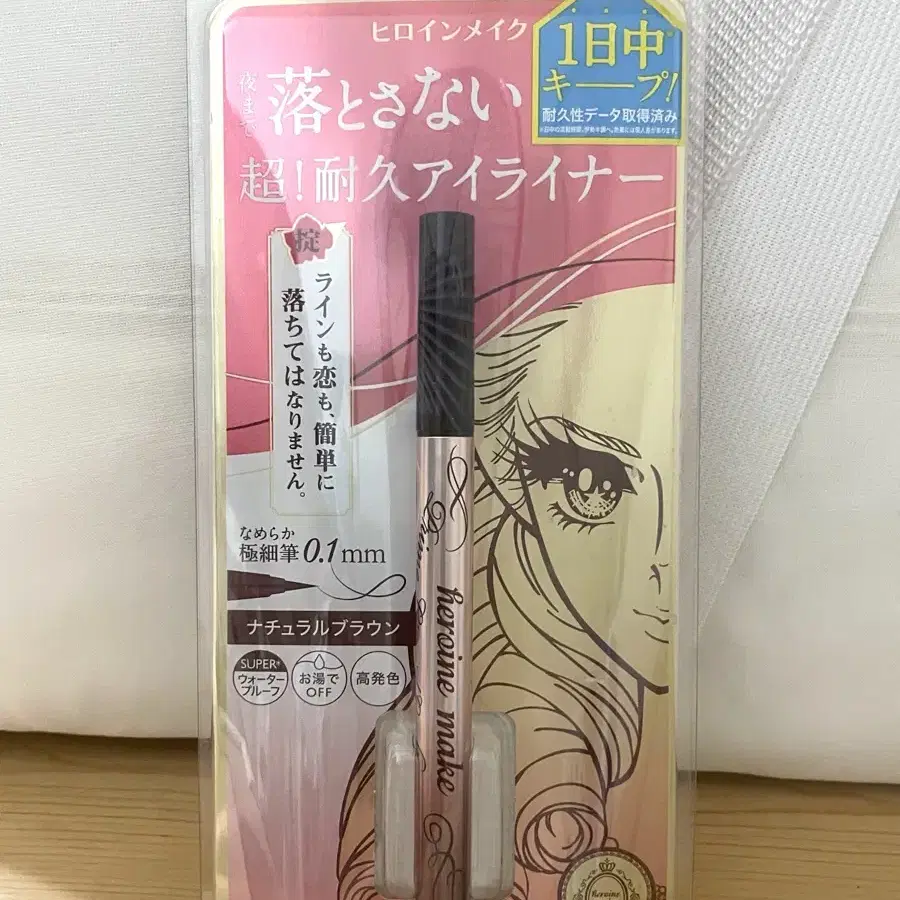 ヒロインメイク
1日中
キープ!
耐久性データ取得済み
夜まで
落とさない
超!耐久アイライナー
掟
ラインも恋も、簡単に
落ちてはなりません。
なめらか
極細筆0.1mm
ナチュラルブラウン
SUPER*
ウォーター
プルーフ
お湯で
OFF
高発色
heroine make
heroine